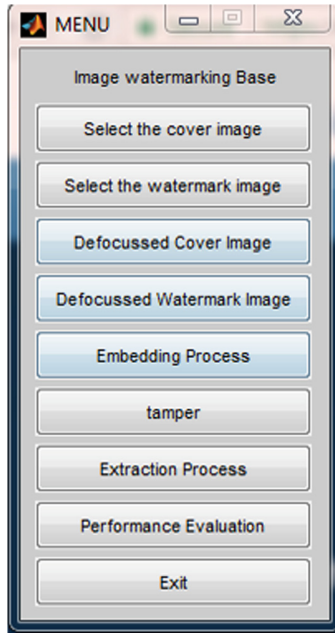 MENU
Image watermarking Base
Select the cover image
Select the watermark image
Defocussed Cover Image
Defocussed Watermark Image
Embedding Process
tamper
Extraction Process
Performance Evaluation
Exit